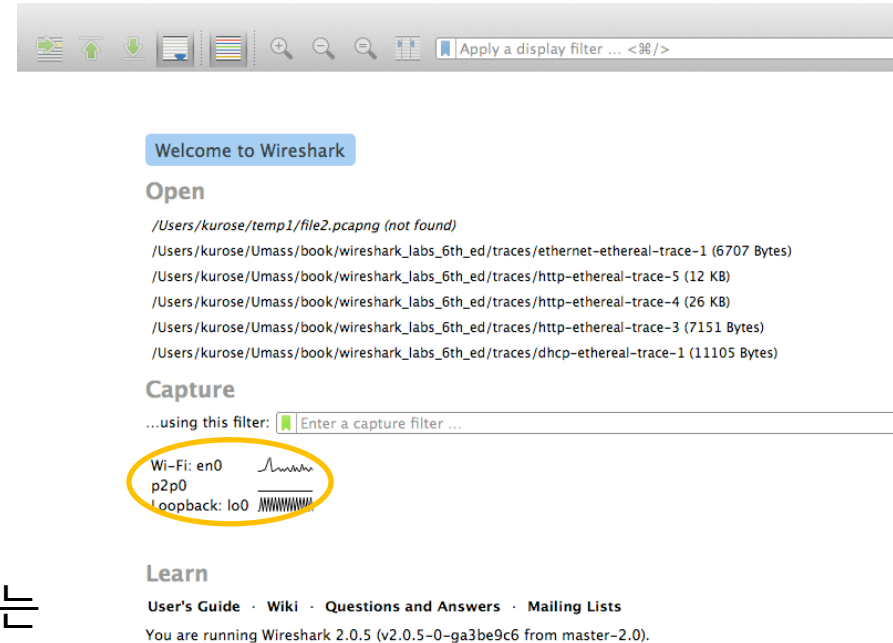 Apply a display filter ... <⌘/>
Welcome to Wireshark
Open
/Users/kurose/temp1/file2.pcapng (not found)
/Users/kurose/Umass/book/wireshark_labs_6th_ed/traces/ethernet-ethereal-trace-1 (6707 Bytes)
/Users/kurose/Umass/book/wireshark_labs_6th_ed/traces/http-ethereal-trace-5 (12 KB)
/Users/kurose/Umass/book/wireshark_labs_6th_ed/traces/http-ethereal-trace-4 (26 KB)
/Users/kurose/Umass/book/wireshark_labs_6th_ed/traces/http-ethereal-trace-3 (7151 Bytes)
/Users/kurose/Umass/book/wireshark_labs_6th_ed/traces/dhcp-ethereal-trace-1 (11105 Bytes)
Capture
...using this filter: Enter a capture filter ...
Wi-Fi: en0
p2p0
Loopback: lo0
Learn
User's Guide · Wiki · Questions and Answers · Mailing Lists
You are running Wireshark 2.0.5 (v2.0.5-0-ga3be9c6 from master-2.0).